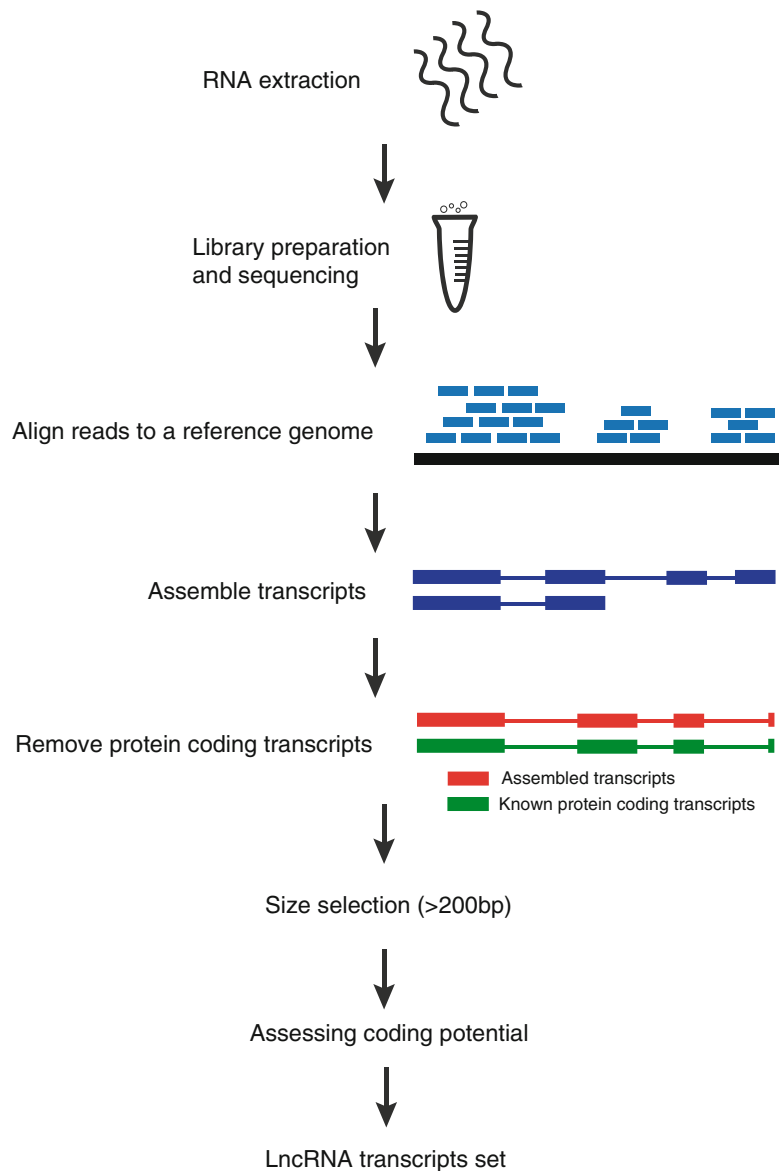 RNA extraction
Library preparation
and sequencing
Align reads to a reference genome
Assemble transcripts
Remove protein coding transcripts
Assembled transcripts
Known protein coding transcripts
Size selection (>200bp)
Assessing coding potential
LncRNA transcripts set